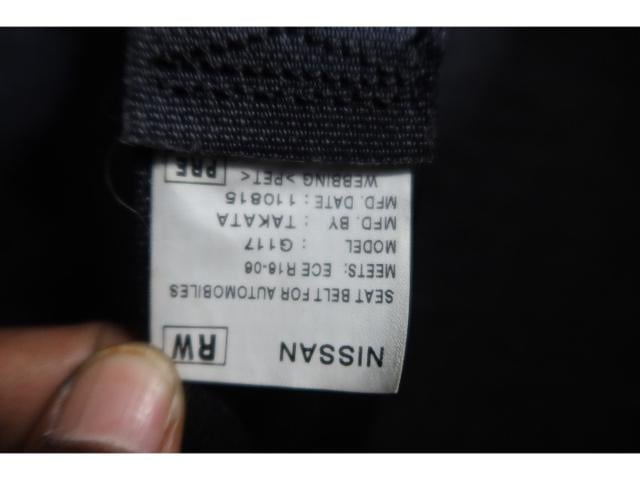 NISSAN RW
SEAT BELT FOR AUTOMOBILES
MEETS: ECE R16-06
MODEL : G117
MFD. BY : TAKATA
MFD. DATE : 110815
WEBBING >PET<